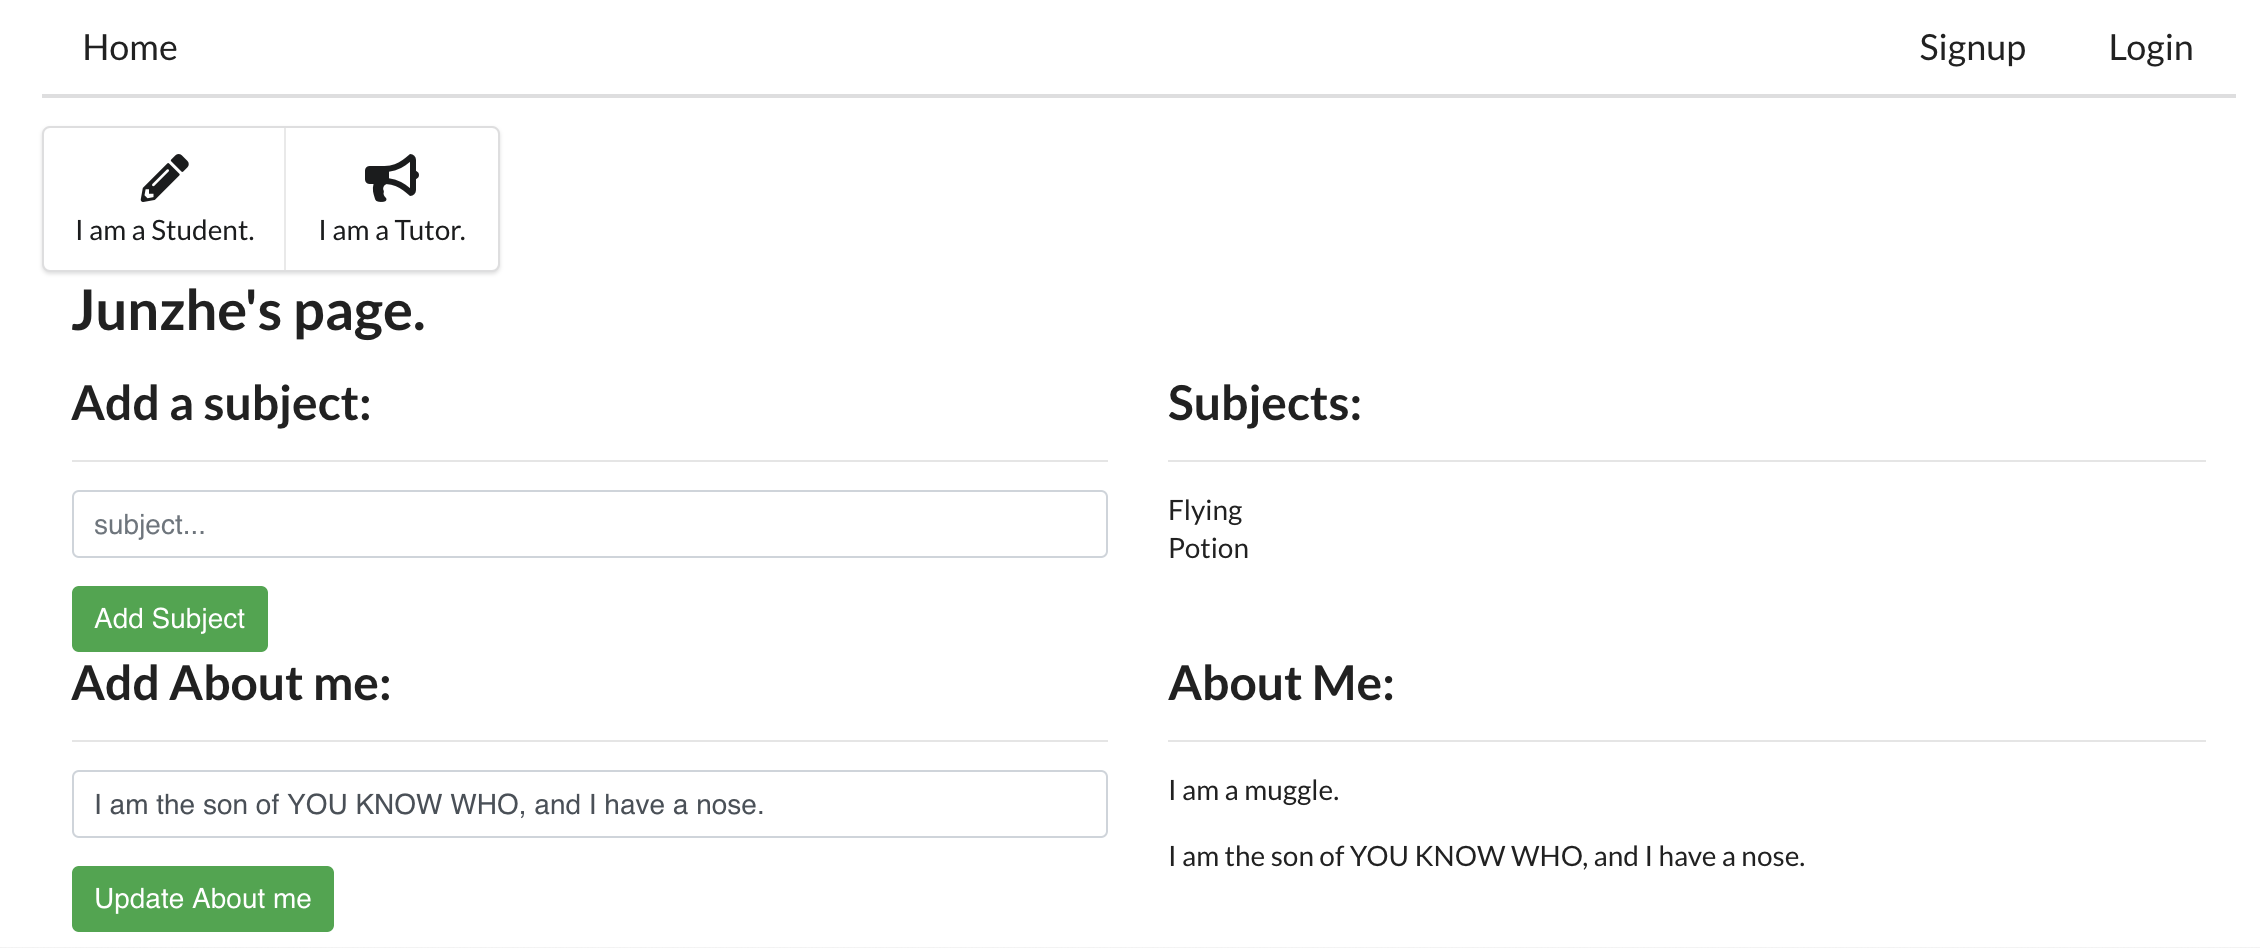 Home Signup Login
I am a Student. I am a Tutor.
Junzhe's page.
Add a subject:
subject...
Add Subject
Subjects:
Flying
Potion
Add About me:
I am the son of YOU KNOW WHO, and I have a nose.
Update About me
About Me:
I am a muggle.
I am the son of YOU KNOW WHO, and I have a nose.